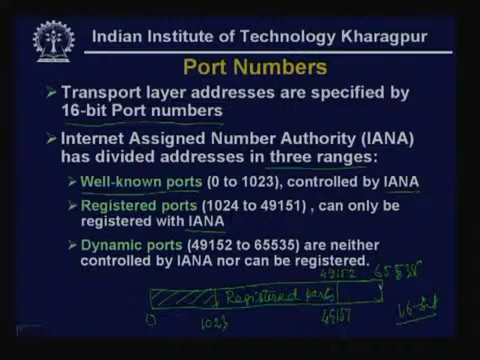 Indian Institute of Technology Kharagpur
Port Numbers
Transport layer addresses are specified by
16-bit Port numbers
Internet Assigned Number Authority (IANA)
has divided addresses in three ranges:
Well-known ports (0 to 1023), controlled by IANA
Registered ports (1024 to 49151) , can only be
registered with IANA
Dynamic ports (49152 to 65535) are neither
controlled by IANA nor can be registered.
49152 65535
Registered ports
0 1023 49151 16-bit